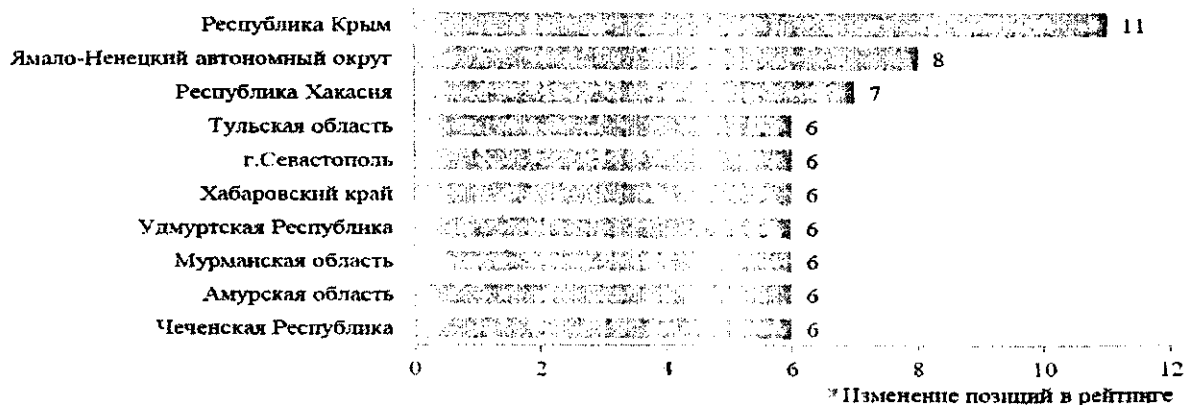 Республика Крым 11
Ямало-Ненецкий автономный округ 8
Республика Хакасия 7
Тульская область 6
г.Севастополь 6
Хабаровский край 6
Удмуртская Республика 6
Мурманская область 6
Амурская область 6
Чеченская Республика 6
0 2 4 6 8 10 12
*Изменение позиций в рейтинге